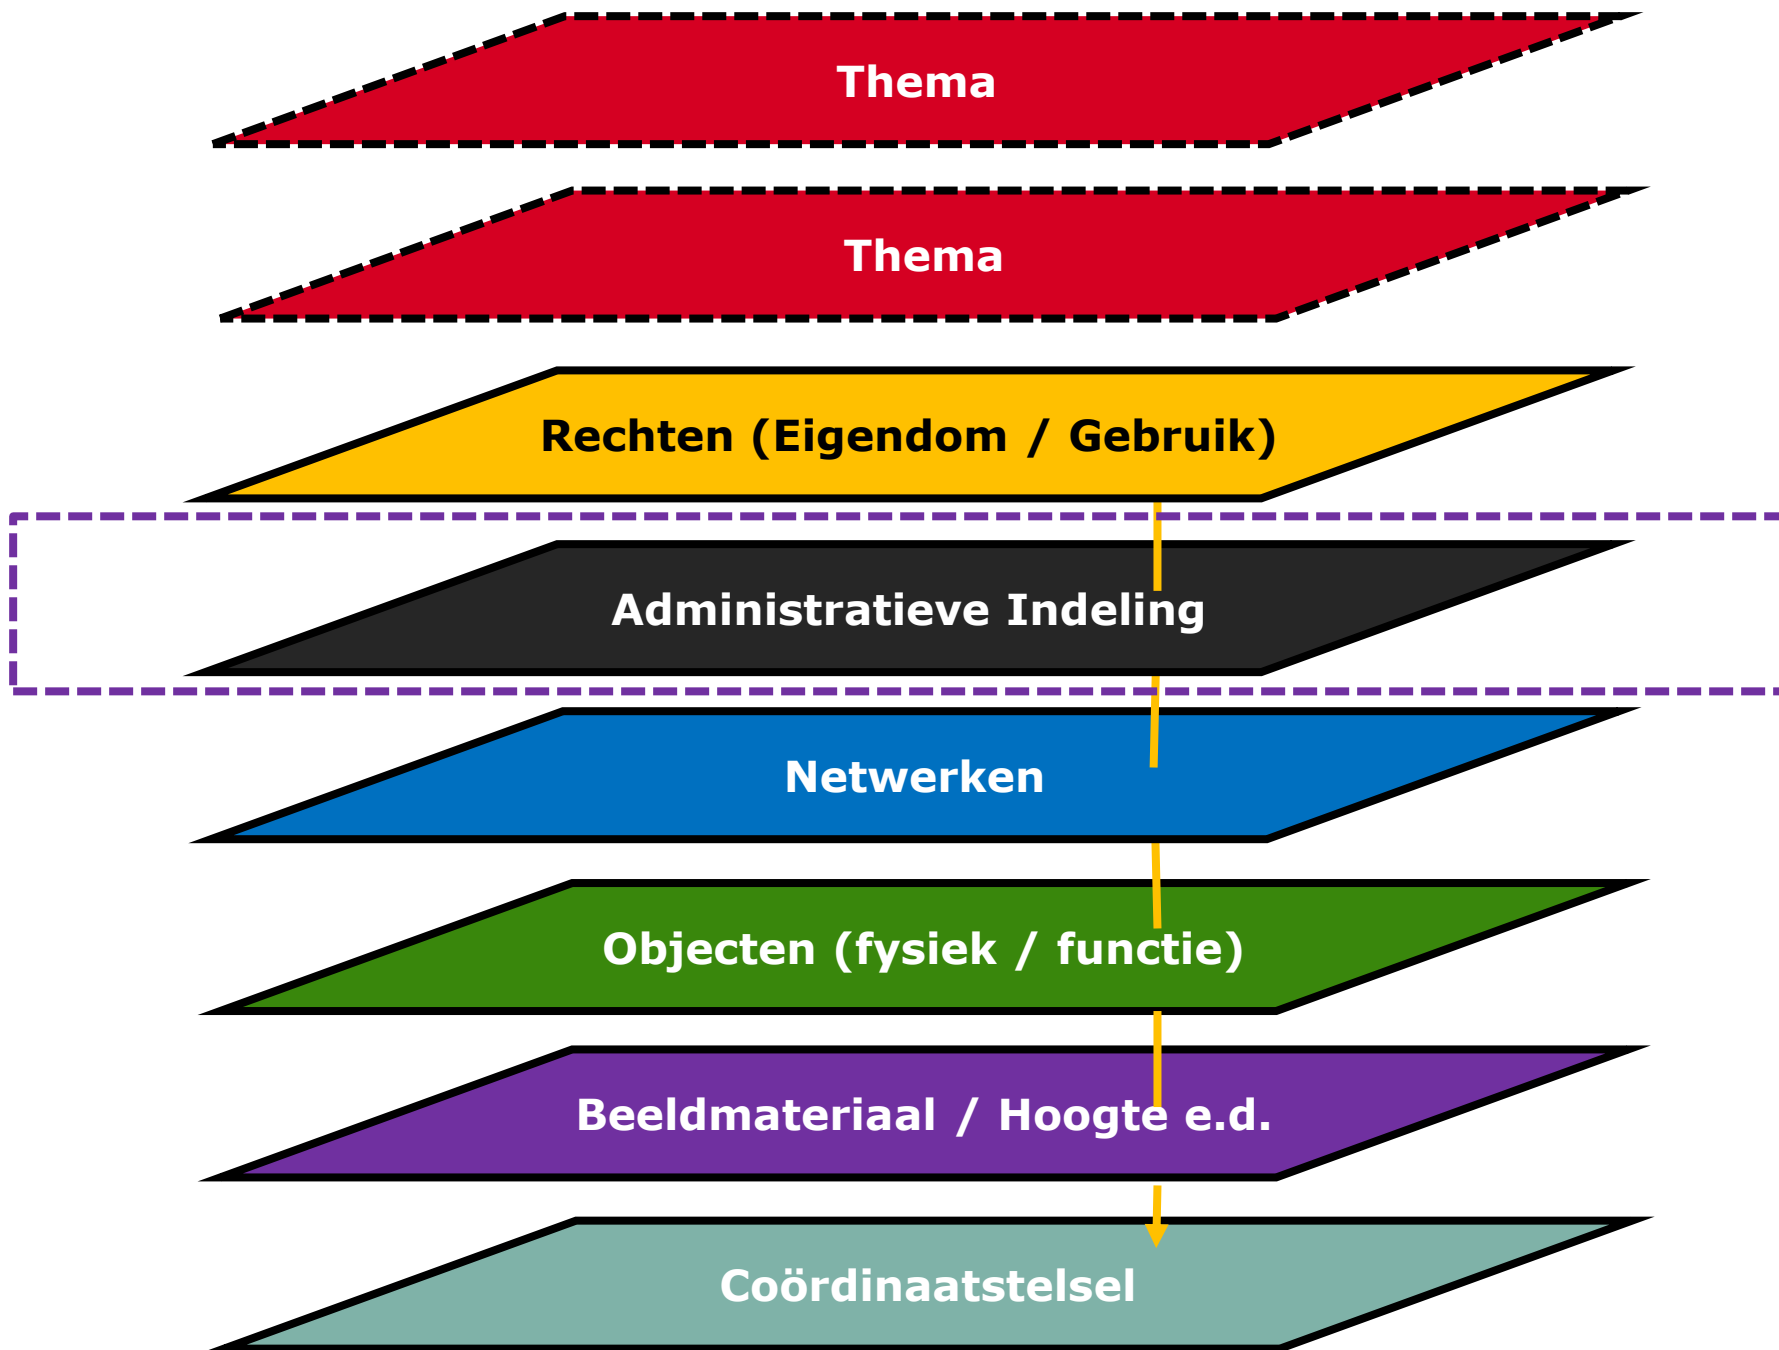 Thema
Thema
Rechten (Eigendom / Gebruik)
Administratieve Indeling
Netwerken
Objecten (fysiek / functie)
Beeldmateriaal / Hoogte e.d.
Coördinaatstelsel